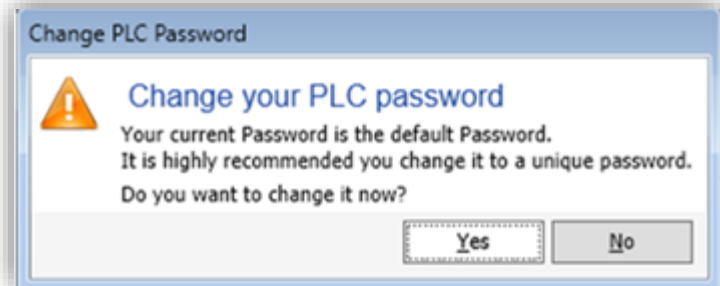 Change PLC Password
Change your PLC password
Your current Password is the default Password.
It is highly recommended you change it to a unique password.
Do you want to change it now?
Yes
No